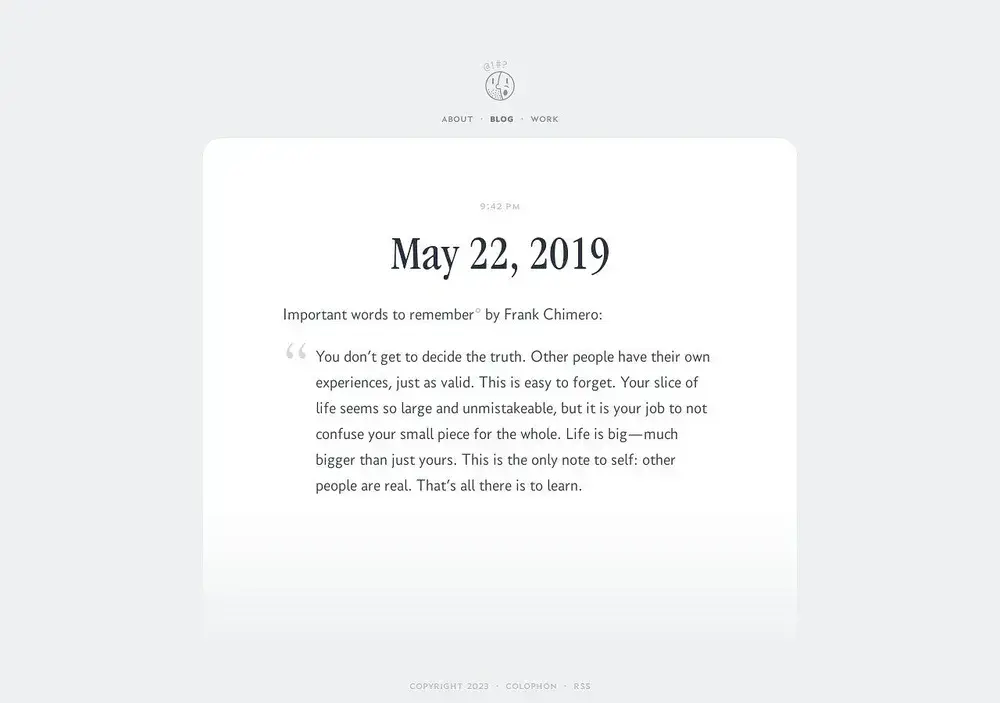 @!#?
ABOUT · BLOG · WORK
9:42 PM
May 22, 2019
Important words to remember° by Frank Chimero:
“ You don’t get to decide the truth. Other people have their own
experiences, just as valid. This is easy to forget. Your slice of
life seems so large and unmistakeable, but it is your job to not
confuse your small piece for the whole. Life is big—much
bigger than just yours. This is the only note to self: other
people are real. That’s all there is to learn.
COPYRIGHT 2023 · COLOPHON · RSS